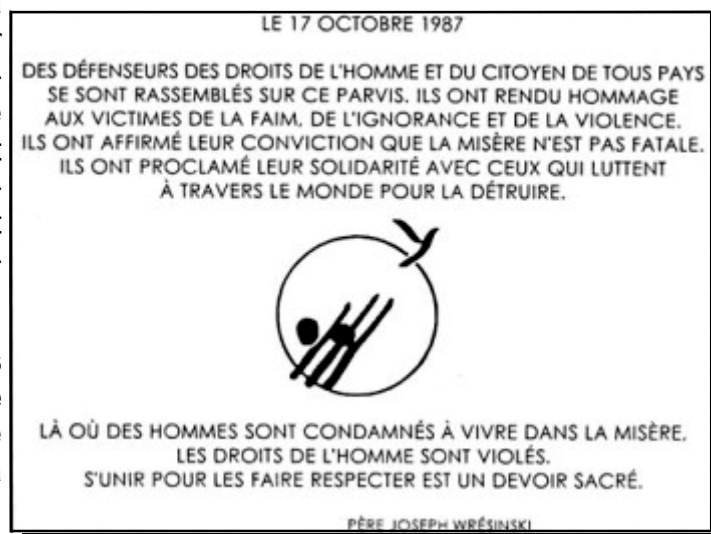 LE 17 OCTOBRE 1987
DES DÉFENSEURS DES DROITS DE L'HOMME ET DU CITOYEN DE TOUS PAYS
SE SONT RASSEMBLÉS SUR CE PARVIS. ILS ONT RENDU HOMMAGE
AUX VICTIMES DE LA FAIM, DE L'IGNORANCE ET DE LA VIOLENCE.
ILS ONT AFFIRMÉ LEUR CONVICTION QUE LA MISÈRE N'EST PAS FATALE.
ILS ONT PROCLAMÉ LEUR SOLIDARITÉ AVEC CEUX QUI LUTTENT
À TRAVERS LE MONDE POUR LA DÉTRUIRE.
LÀ OÙ DES HOMMES SONT CONDAMNÉS À VIVRE DANS LA MISÈRE,
LES DROITS DE L'HOMME SONT VIOLÉS.
S'UNIR POUR LES FAIRE RESPECTER EST UN DEVOIR SACRÉ.
PÈRE JOSEPH WRÉSINSKI